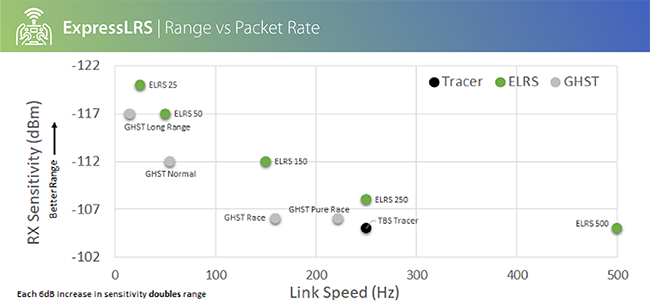 ExpressLRS | Range vs Packet Rate
-122
Tracer
ELRS
GHST
ELRS 25
-117
ELRS 50
GHST Long Range
RX Sensitivity (dBm)
Better Range
-112
ELRS 150
GHST Normal
ELRS 250
-107
GHST Race
GHST Pure Race
TBS Tracer
ELRS 500
-102
0
100
200
300
400
500
Link Speed (Hz)
Each 6dB increase in sensitivity doubles range